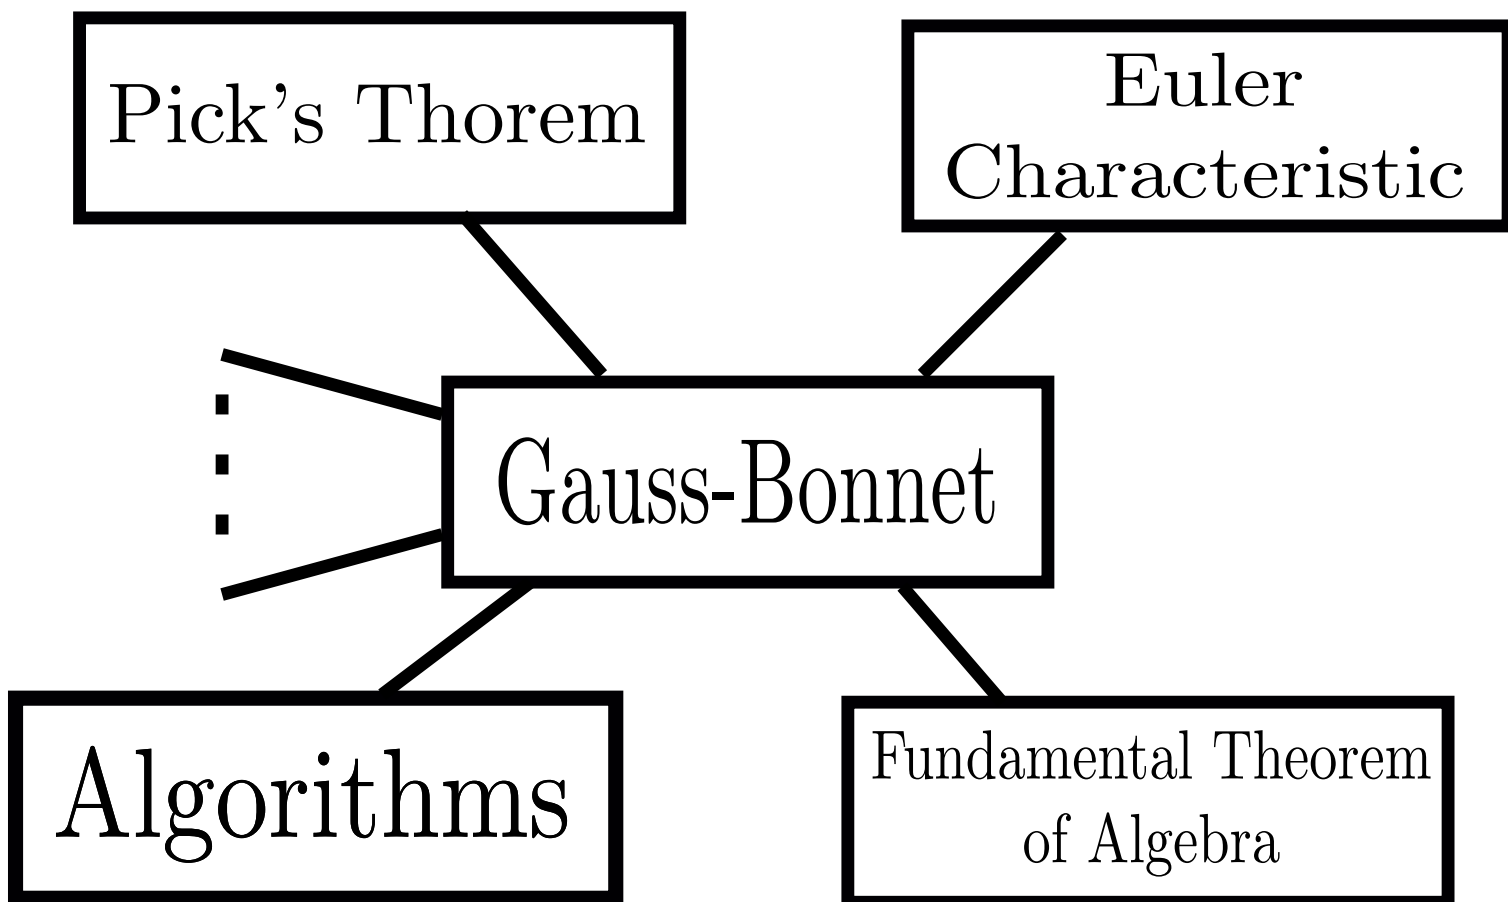 Pick's Thorem
Euler
Characteristic
Gauss-Bonnet
Algorithms
Fundamental Theorem
of Algebra